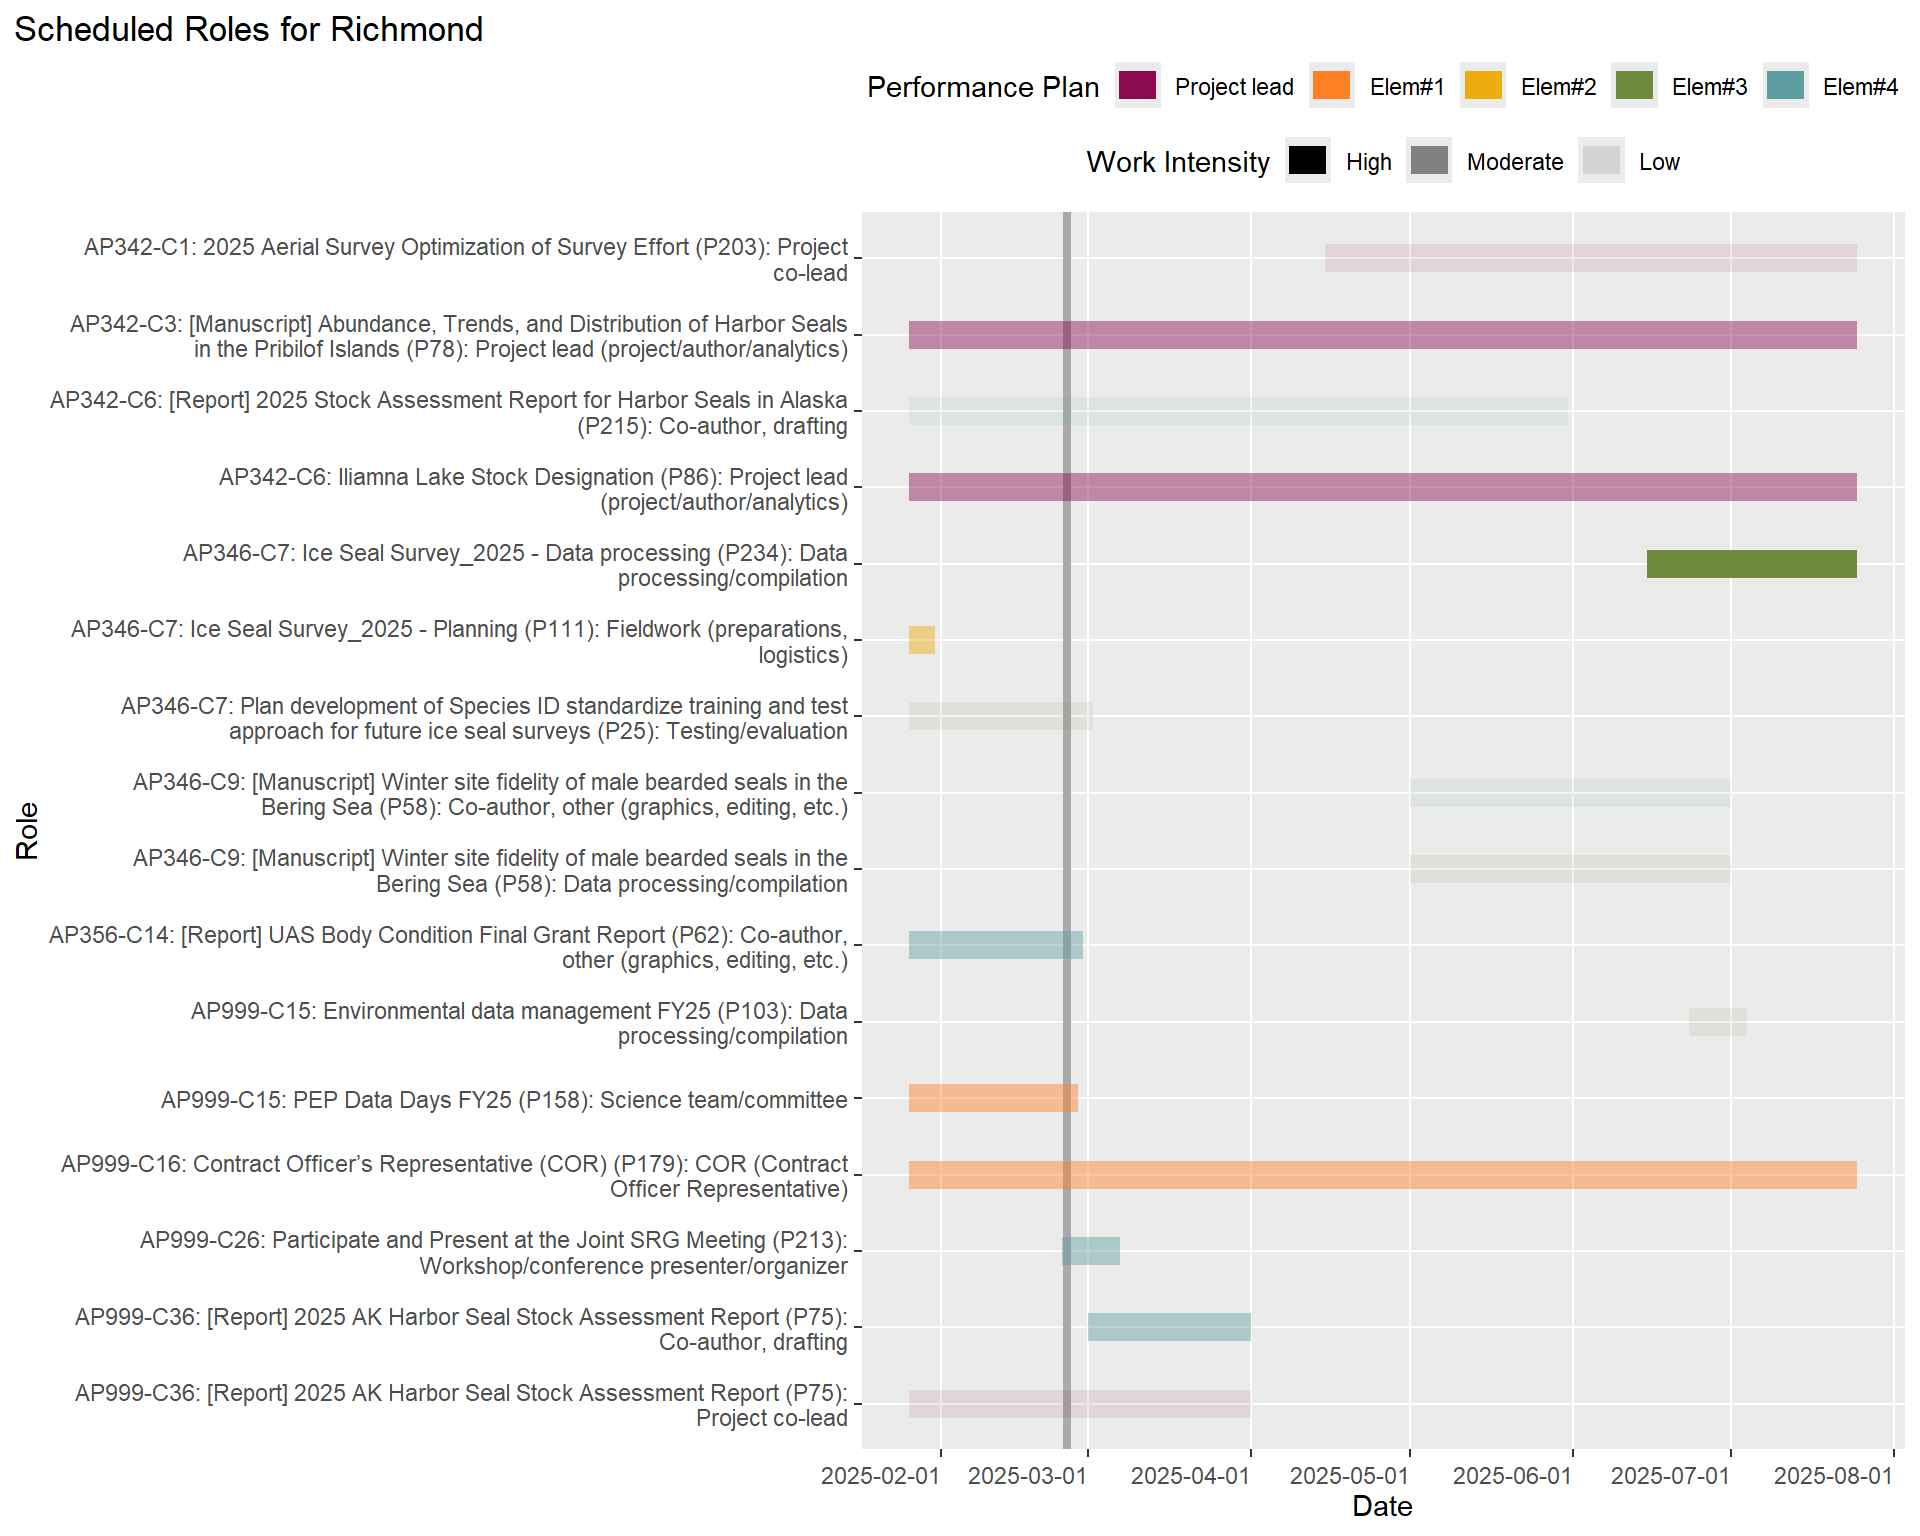 Scheduled Roles for Richmond
Performance Plan Project lead Elem#1 Elem#2 Elem#3 Elem#4
Work Intensity High Moderate Low
AP342-C1: 2025 Aerial Survey Optimization of Survey Effort (P203): Project
co-lead
AP342-C3: [Manuscript] Abundance, Trends, and Distribution of Harbor Seals
in the Pribilof Islands (P78): Project lead (project/author/analytics)
AP342-C6: [Report] 2025 Stock Assessment Report for Harbor Seals in Alaska
(P215): Co-author, drafting
AP342-C6: Iliamna Lake Stock Designation (P86): Project lead
(project/author/analytics)
AP346-C7: Ice Seal Survey_2025 - Data processing (P234): Data
processing/compilation
AP346-C7: Ice Seal Survey_2025 - Planning (P111): Fieldwork (preparations,
logistics)
AP346-C7: Plan development of Species ID standardize training and test
approach for future ice seal surveys (P25): Testing/evaluation
AP346-C9: [Manuscript] Winter site fidelity of male bearded seals in the
Bering Sea (P58): Co-author, other (graphics, editing, etc.)
AP346-C9: [Manuscript] Winter site fidelity of male bearded seals in the
Bering Sea (P58): Data processing/compilation
AP356-C14: [Report] UAS Body Condition Final Grant Report (P62): Co-author,
other (graphics, editing, etc.)
AP999-C15: Environmental data management FY25 (P103): Data
processing/compilation
AP999-C15: PEP Data Days FY25 (P158): Science team/committee
AP999-C16: Contract Officer’s Representative (COR) (P179): COR (Contract
Officer Representative)
AP999-C26: Participate and Present at the Joint SRG Meeting (P213):
Workshop/conference presenter/organizer
AP999-C36: [Report] 2025 AK Harbor Seal Stock Assessment Report (P75):
Co-author, drafting
AP999-C36: [Report] 2025 AK Harbor Seal Stock Assessment Report (P75):
Project co-lead
Role
2025-02-01 2025-03-01 2025-04-01 2025-05-01 2025-06-01 2025-07-01 2025-08-01
Date